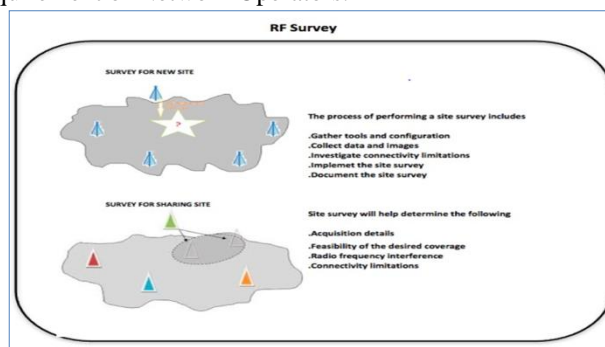 RF Survey
SURVEY FOR NEW SITE
?
The process of performing a site survey includes
.Gather tools and configuration
.Collect data and images
.Investigate connectivity limitations
.Implemet the site survey
.Document the site survey
SURVEY FOR SHARING SITE
Site survey will help determine the following
.Acquisition details
.Feasibility of the desired coverage
.Radio frequency interference
.Connectivity limitations